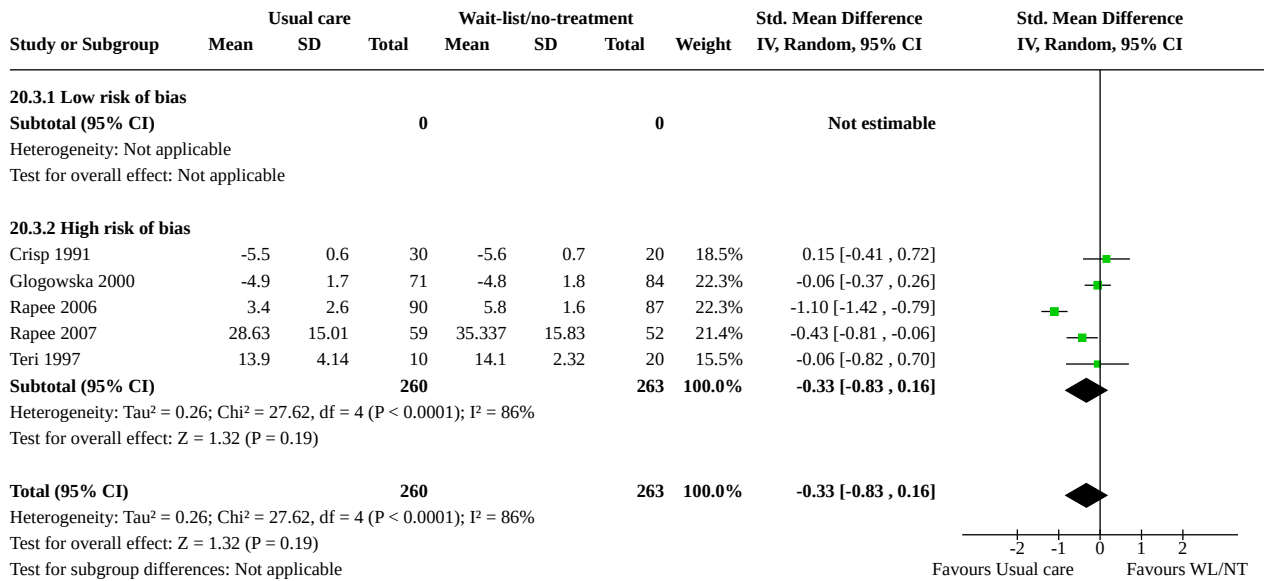 Usual care Wait-list/no-treatment Std. Mean Difference Std. Mean Difference
Study or Subgroup Mean SD Total Mean SD Total Weight IV, Random, 95% CI IV, Random, 95% CI
20.3.1 Low risk of bias
Subtotal (95% CI) 0 0 Not estimable
Heterogeneity: Not applicable
Test for overall effect: Not applicable
20.3.2 High risk of bias
Crisp 1991 -5.5 0.6 30 -5.6 0.7 20 18.5% 0.15 [-0.41 , 0.72]
Glogowska 2000 -4.9 1.7 71 -4.8 1.8 84 22.3% -0.06 [-0.37 , 0.26]
Rapee 2006 3.4 2.6 90 5.8 1.6 87 22.3% -1.10 [-1.42 , -0.79]
Rapee 2007 28.63 15.01 59 35.337 15.83 52 21.4% -0.43 [-0.81 , -0.06]
Teri 1997 13.9 4.14 10 14.1 2.32 20 15.5% -0.06 [-0.82 , 0.70]
Subtotal (95% CI) 260 263 100.0% -0.33 [-0.83 , 0.16]
Heterogeneity: Tau² = 0.26; Chi² = 27.62, df = 4 (P < 0.0001); I² = 86%
Test for overall effect: Z = 1.32 (P = 0.19)
Total (95% CI) 260 263 100.0% -0.33 [-0.83 , 0.16]
Heterogeneity: Tau² = 0.26; Chi² = 27.62, df = 4 (P < 0.0001); I² = 86%
Test for overall effect: Z = 1.32 (P = 0.19)
-2 -1 0 1 2
Test for subgroup differences: Not applicable Favours Usual care Favours WL/NT